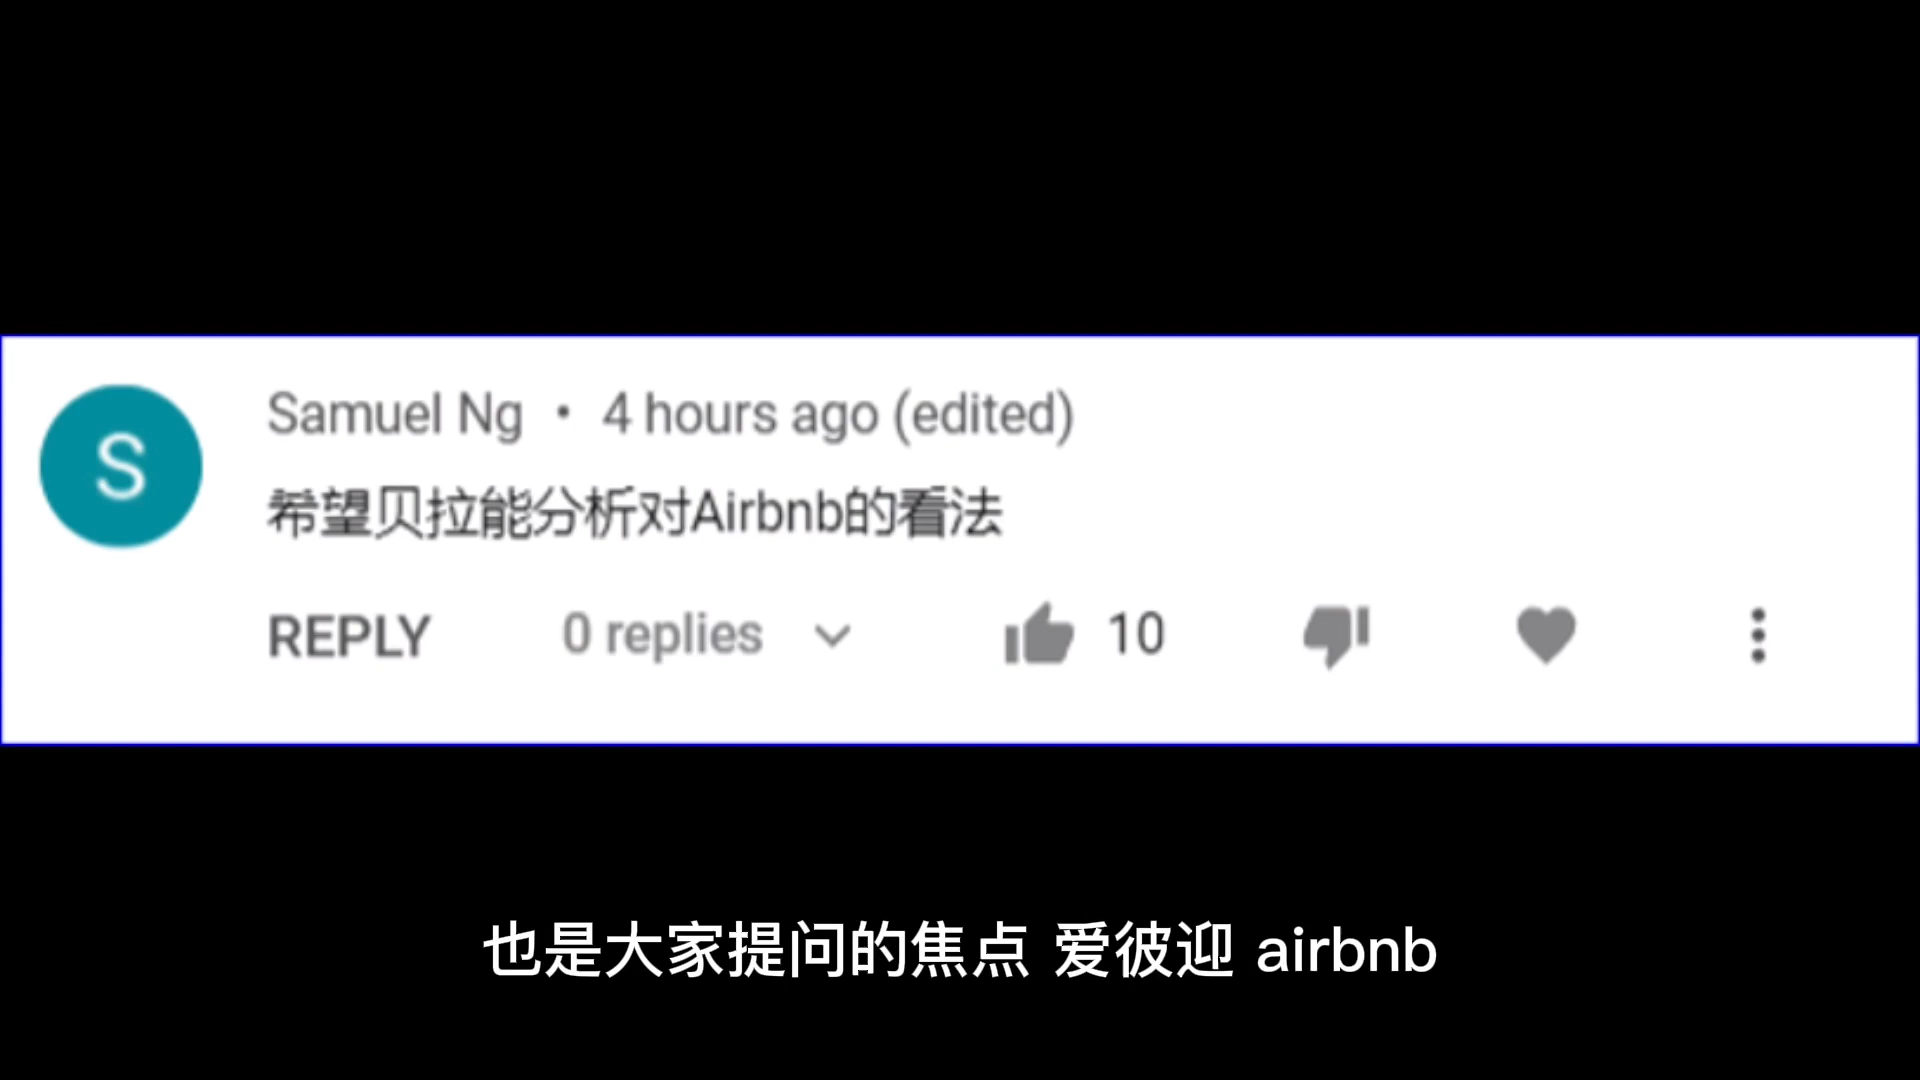 S
Samuel Ng • 4 hours ago (edited)
希望贝拉能分析对Airbnb的看法
REPLY 0 replies 10
也是大家提问的焦点 爱彼迎 airbnb